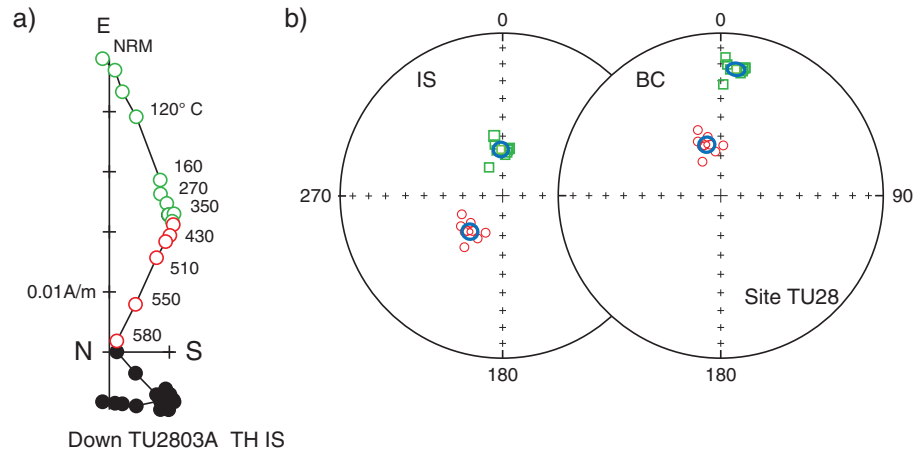 a)
E
NRM
120° C
160
270
350
430
510
550
0.01A/m
580
N
S
Down TU2803A TH IS
b)
0
0
IS
BC
270
90
Site TU28
180
180